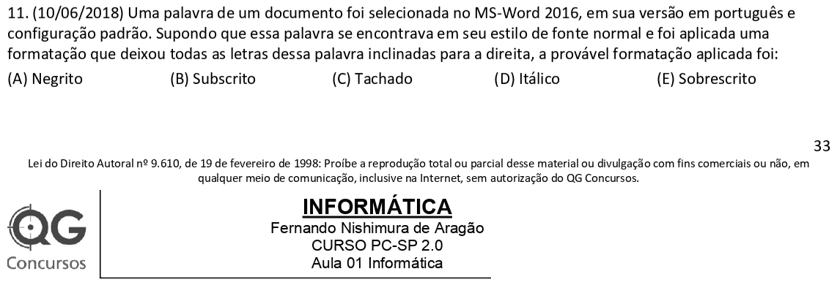 11. (10/06/2018) Uma palavra de um documento foi selecionada no MS-Word 2016, em sua versão em português e
configuração padrão. Supondo que essa palavra se encontrava em seu estilo de fonte normal e foi aplicada uma
formatação que deixou todas as letras dessa palavra inclinadas para a direita, a provável formatação aplicada foi:
(A) Negrito (B) Subscrito (C) Tachado (D) Itálico (E) Sobrescrito
33
Lei do Direito Autoral nº 9.610, de 19 de fevereiro de 1998: Proíbe a reprodução total ou parcial desse material ou divulgação com fins comerciais ou não, em
qualquer meio de comunicação, inclusive na Internet, sem autorização do QG Concursos.
QG
Concursos
INFORMÁTICA
Fernando Nishimura de Aragão
CURSO PC-SP 2.0
Aula 01 Informática